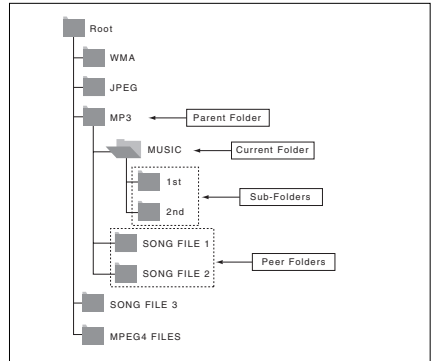 Root
WMA
JPEG
MP3
Parent Folder
MUSIC
Current Folder
1st
Sub-Folders
2nd
SONG FILE 1
Peer Folders
SONG FILE 2
SONG FILE 3
MPEG4 FILES